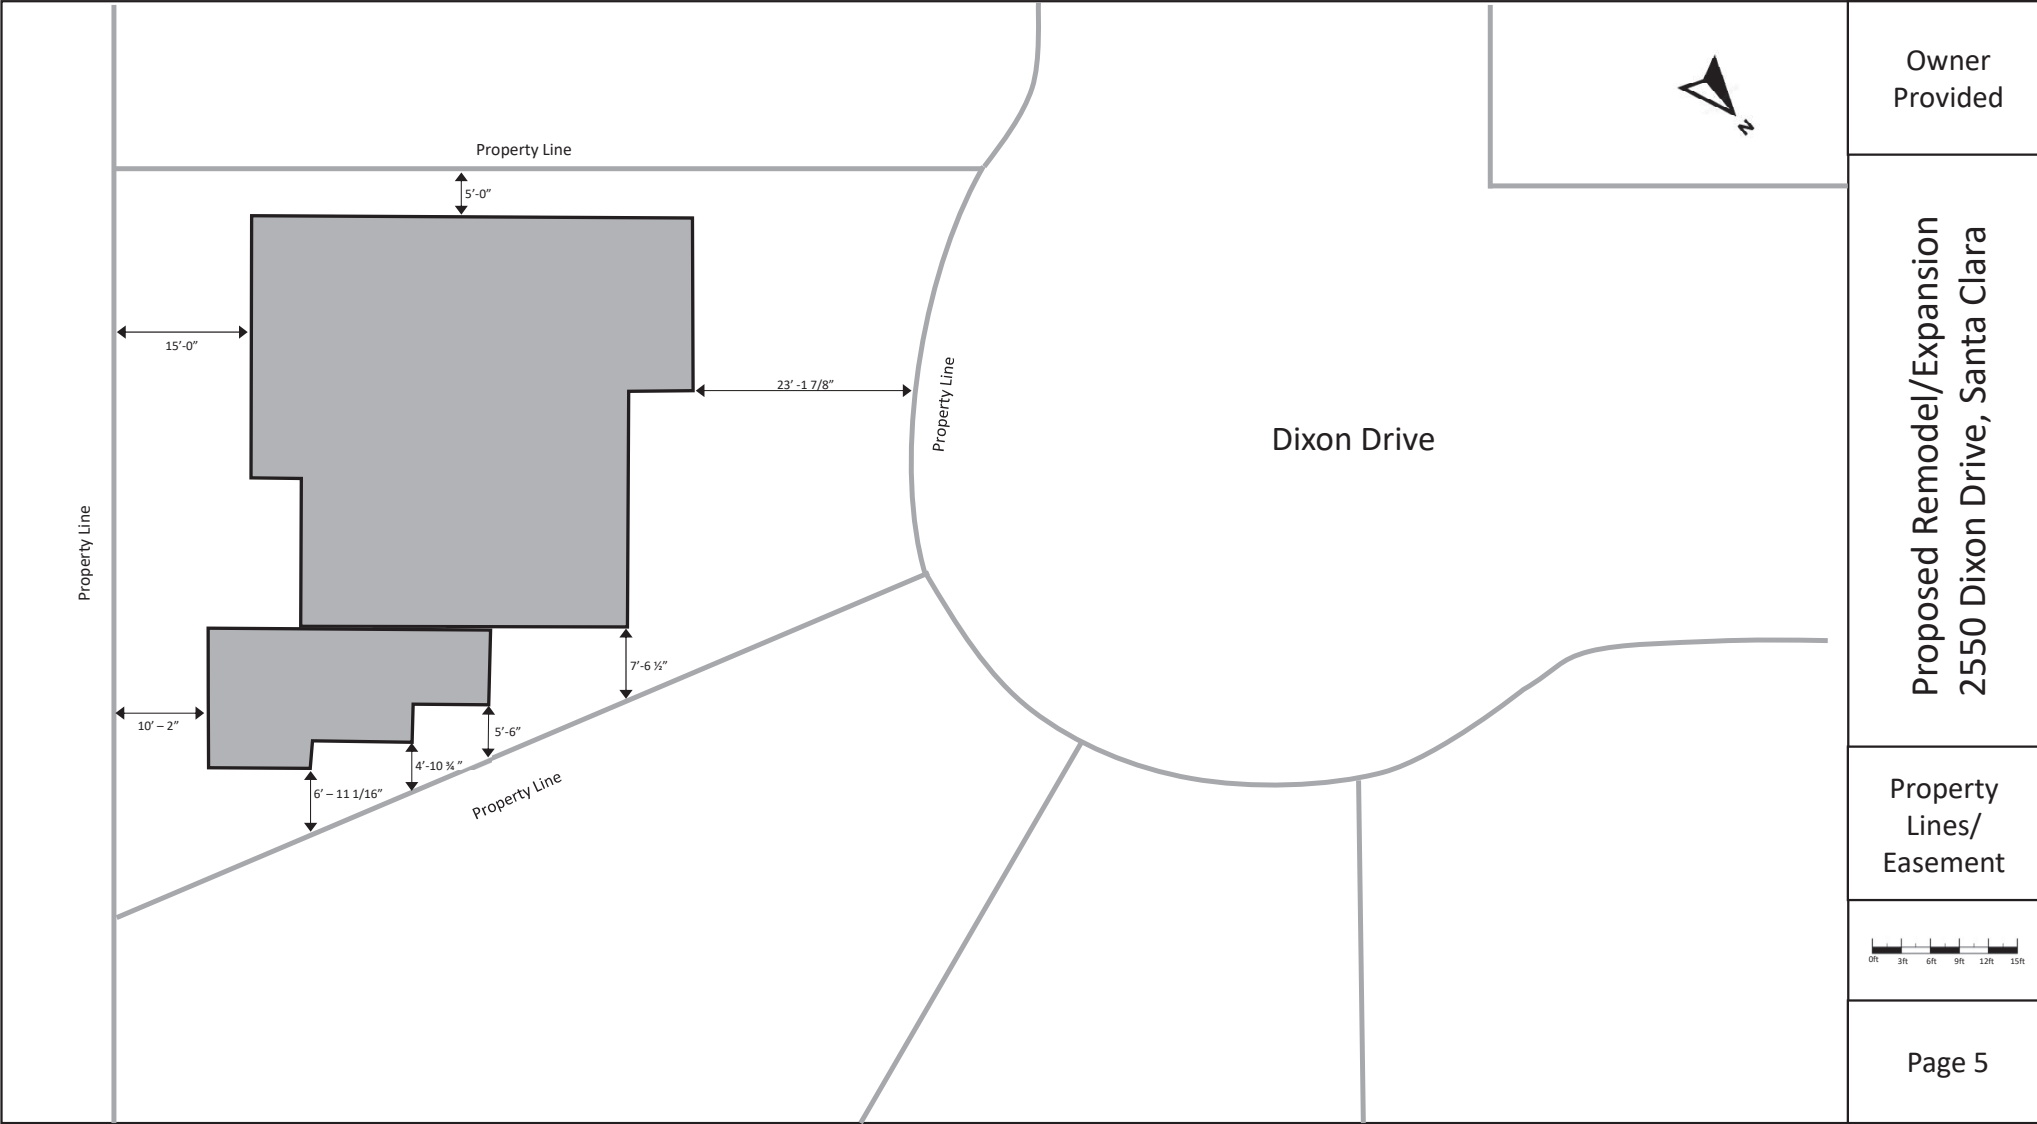 Property Line
5’-0”
15’-0”
23’ -1 7/8”
Property Line
Dixon Drive
Property Line
7’-6 ½”
10’ – 2”
5’-6”
4’-10 ¾ ”
6’ – 11 1/16”
Property Line
N
Owner
Provided
Proposed Remodel/Expansion
2550 Dixon Drive, Santa Clara
Property
Lines/
Easement
0ft 3ft 6ft 9ft 12ft 15ft
Page 5